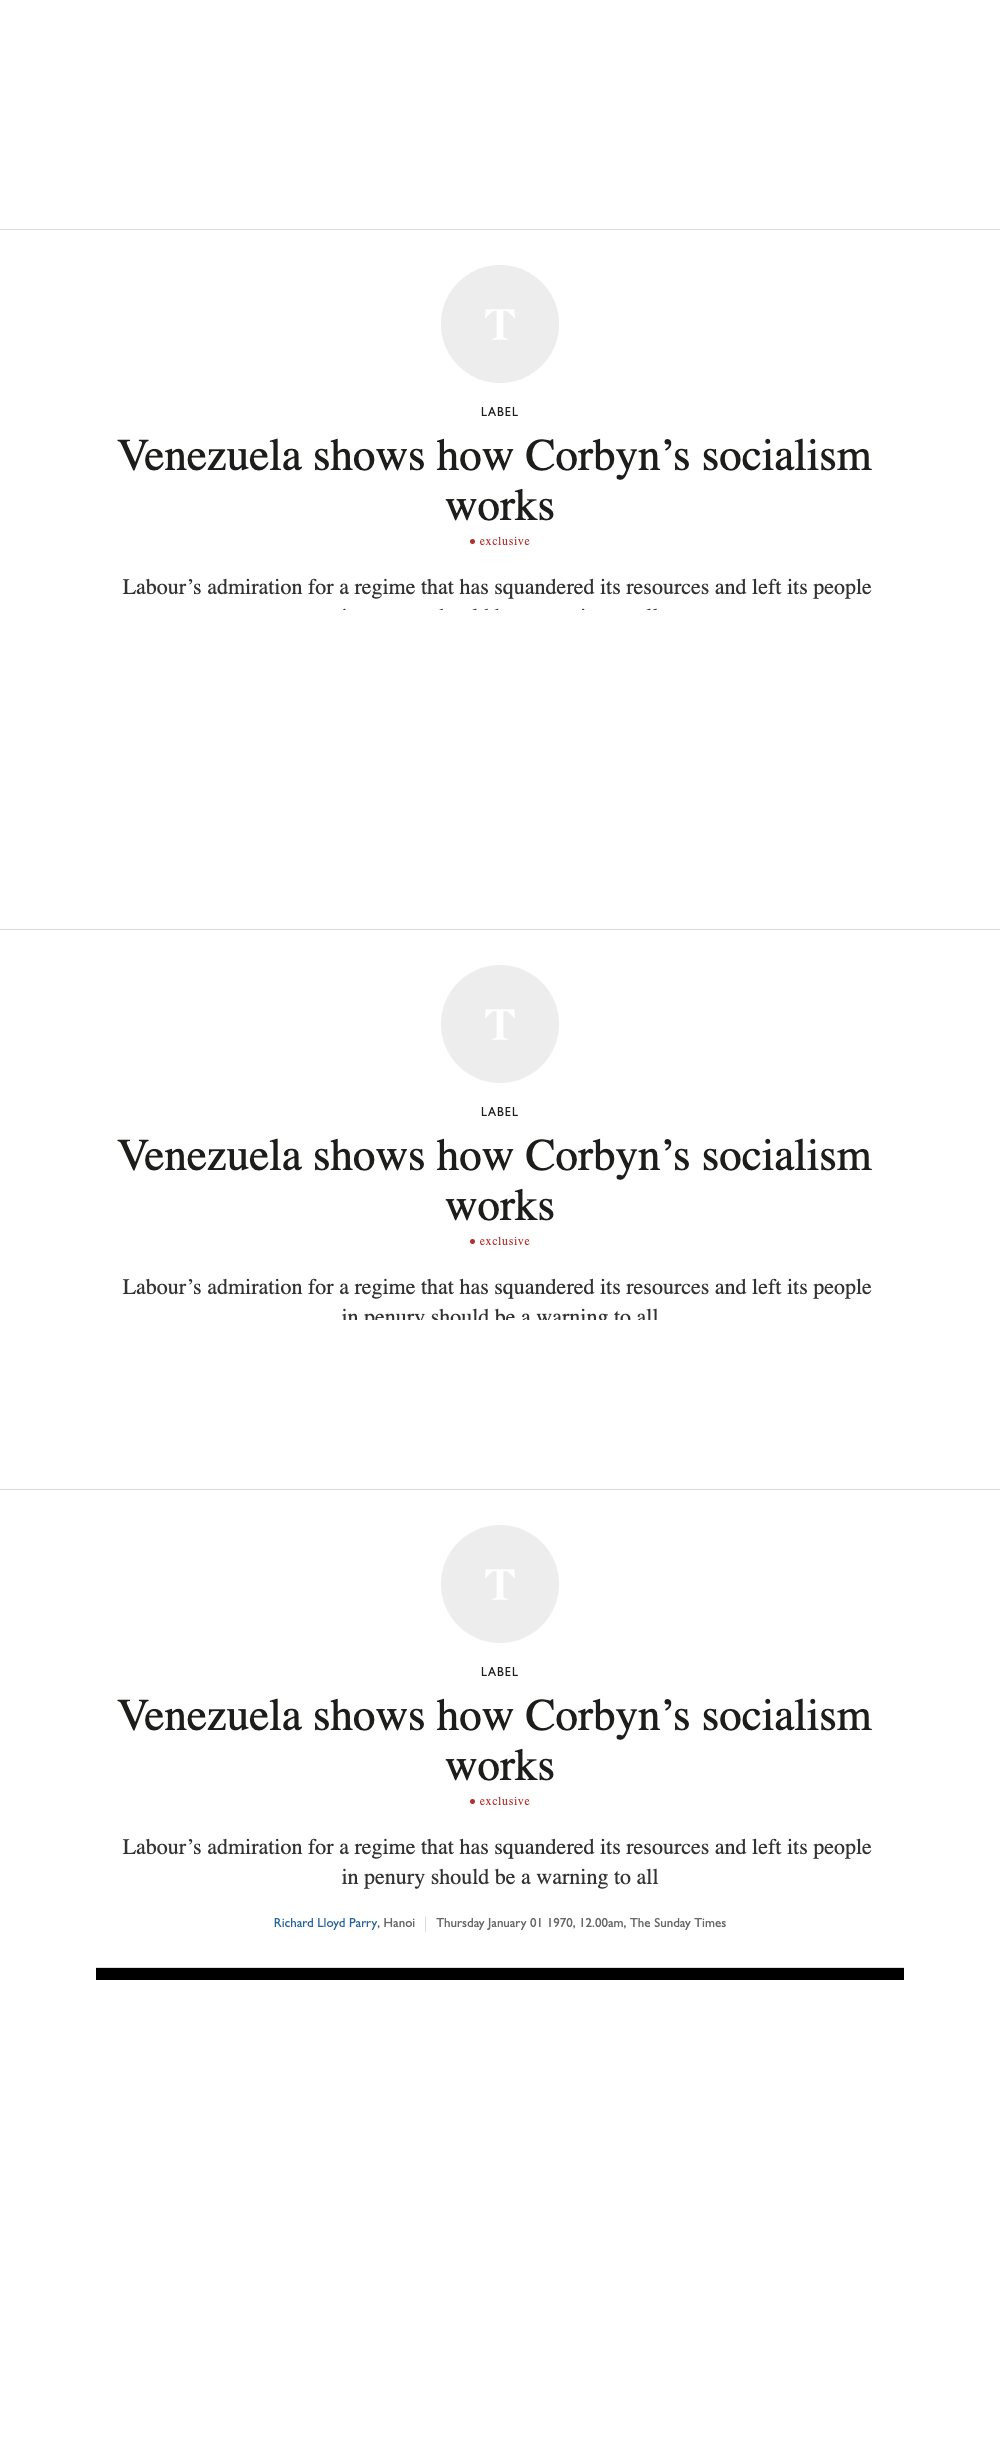 T
LABEL
Venezuela shows how Corbyn’s socialism
works
• exclusive
Labour’s admiration for a regime that has squandered its resources and left its people
T
LABEL
Venezuela shows how Corbyn’s socialism
works
• exclusive
Labour’s admiration for a regime that has squandered its resources and left its people
in penury should be a warning to all
T
LABEL
Venezuela shows how Corbyn’s socialism
works
• exclusive
Labour’s admiration for a regime that has squandered its resources and left its people
in penury should be a warning to all
Richard Lloyd Parry, Hanoi | Thursday January 01 1970, 12.00am, The Sunday Times